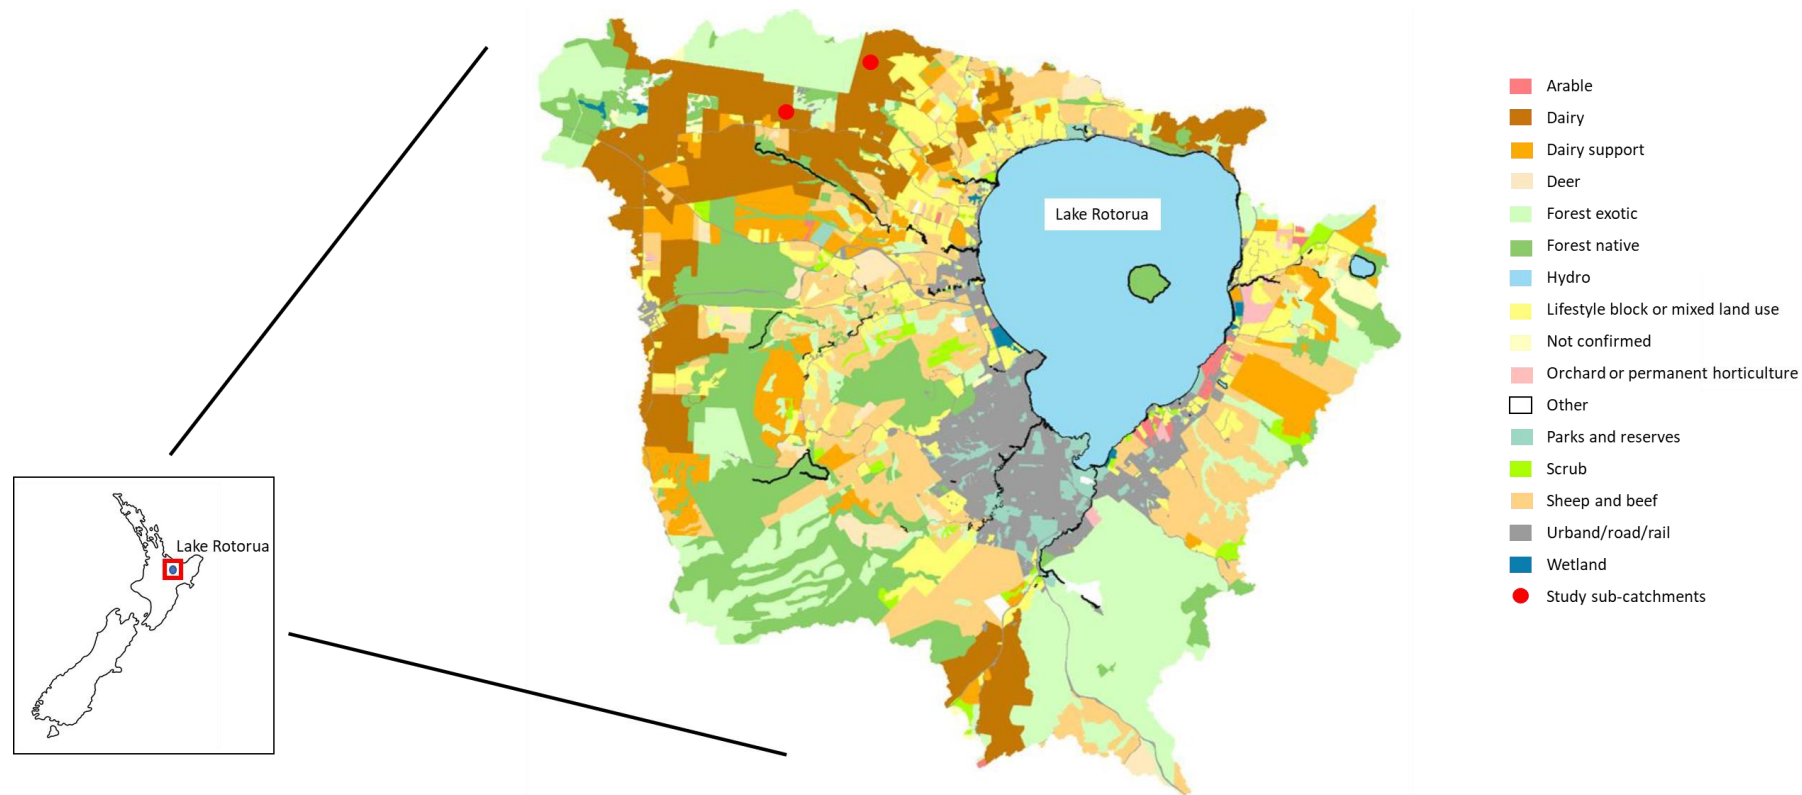 Lake Rotorua
Lake Rotorua
Arable
Dairy
Dairy support
Deer
Forest exotic
Forest native
Hydro
Lifestyle block or mixed land use
Not confirmed
Orchard or permanent horticulture
Other
Parks and reserves
Scrub
Sheep and beef
Urband/road/rail
Wetland
Study sub-catchments